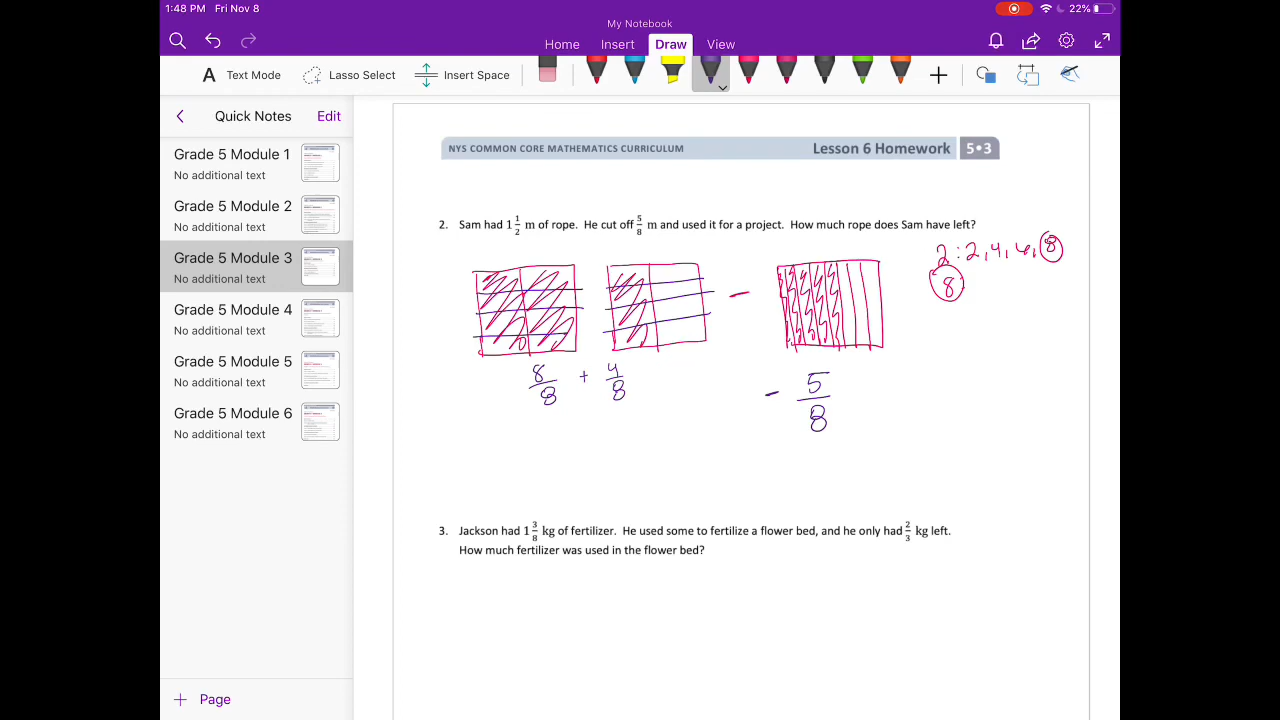 1:48 PM Fri Nov 8
22%
My Notebook
Home Insert Draw View
Text Mode Lasso Select Insert Space
Quick Notes Edit
Grade 5 Module 1
No additional text
Grade 5 Module 2
No additional text
Grade 5 Module 3
No additional text
Grade 5 Module 4
No additional text
Grade 5 Module 5
No additional text
Grade 5 Module 6
No additional text
+ Page
NYS COMMON CORE MATHEMATICS CURRICULUM Lesson 6 Homework 5•3
2. Sam had 1 1/2 m of rope. He cut off 5/8 m and used it for a project. How much rope does Sam have left?
2: 2, 4, 6, 8
8
−
8/8 + 4/8 − 5/8
3. Jackson had 1 3/8 kg of fertilizer. He used some to fertilize a flower bed, and he only had 2/3 kg left.
How much fertilizer was used in the flower bed?